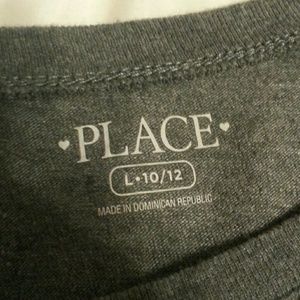 ♥PLACE♥
L•10/12
MADE IN DOMINICAN REPUBLIC